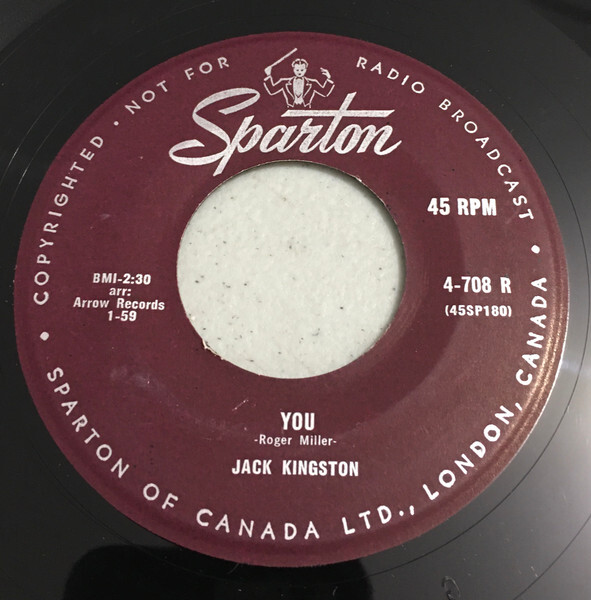 COPYRIGHTED • NOT FOR RADIO BROADCAST •
Sparton
45 RPM
BMI-2:30
arr:
Arrow Records
1-59
4-708 R
(45SP180)
YOU
-Roger Miller-
JACK KINGSTON
• SPARTON OF CANADA LTD., LONDON, CANADA